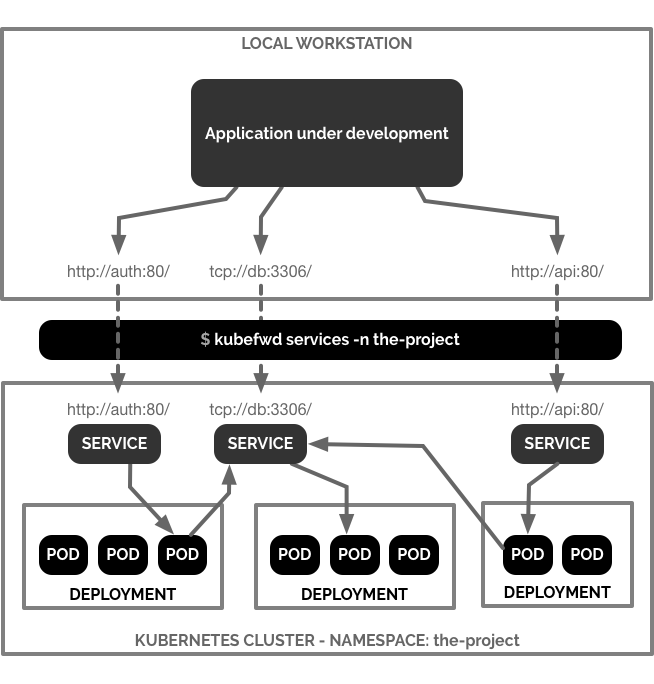 LOCAL WORKSTATION
Application under development
http://auth:80/
tcp://db:3306/
http://api:80/
$ kubefwd services -n the-project
http://auth:80/
tcp://db:3306/
http://api:80/
SERVICE
SERVICE
SERVICE
POD
POD
POD
POD
POD
POD
POD
POD
DEPLOYMENT
DEPLOYMENT
DEPLOYMENT
KUBERNETES CLUSTER - NAMESPACE: the-project